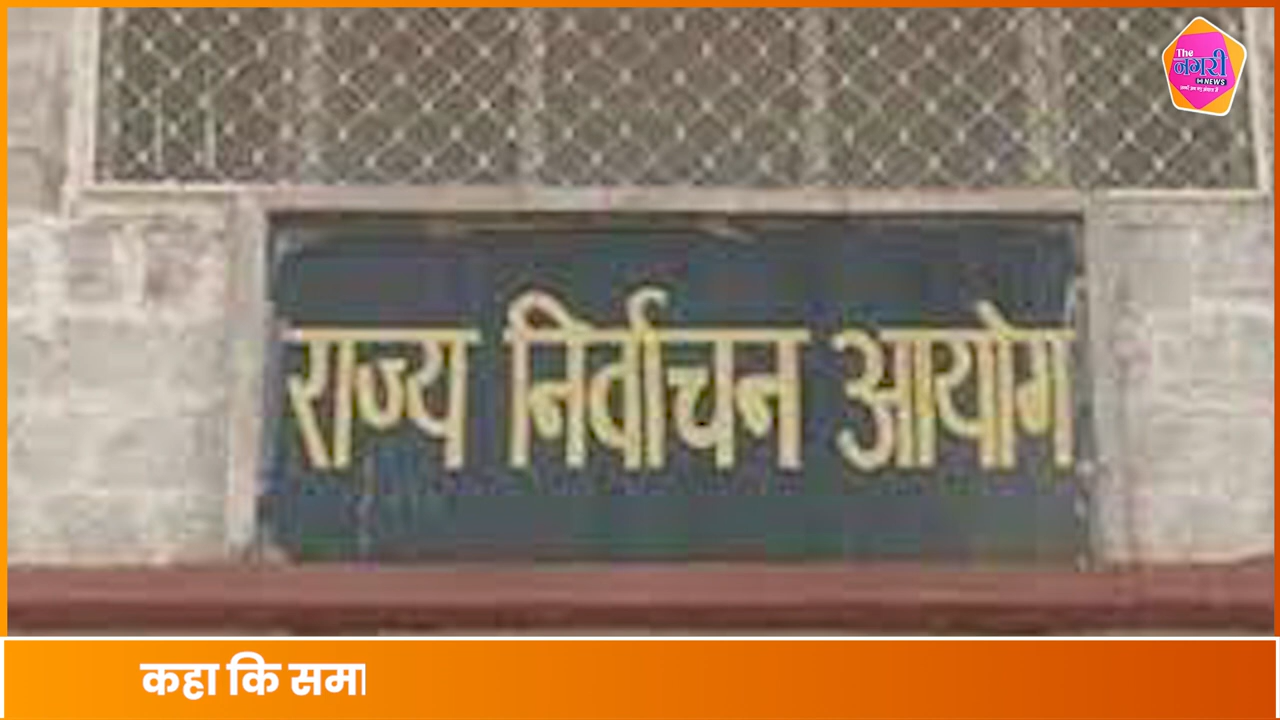 The
नगरी
NEWS
राज्य निर्वाचन आयोग
कहा कि समा